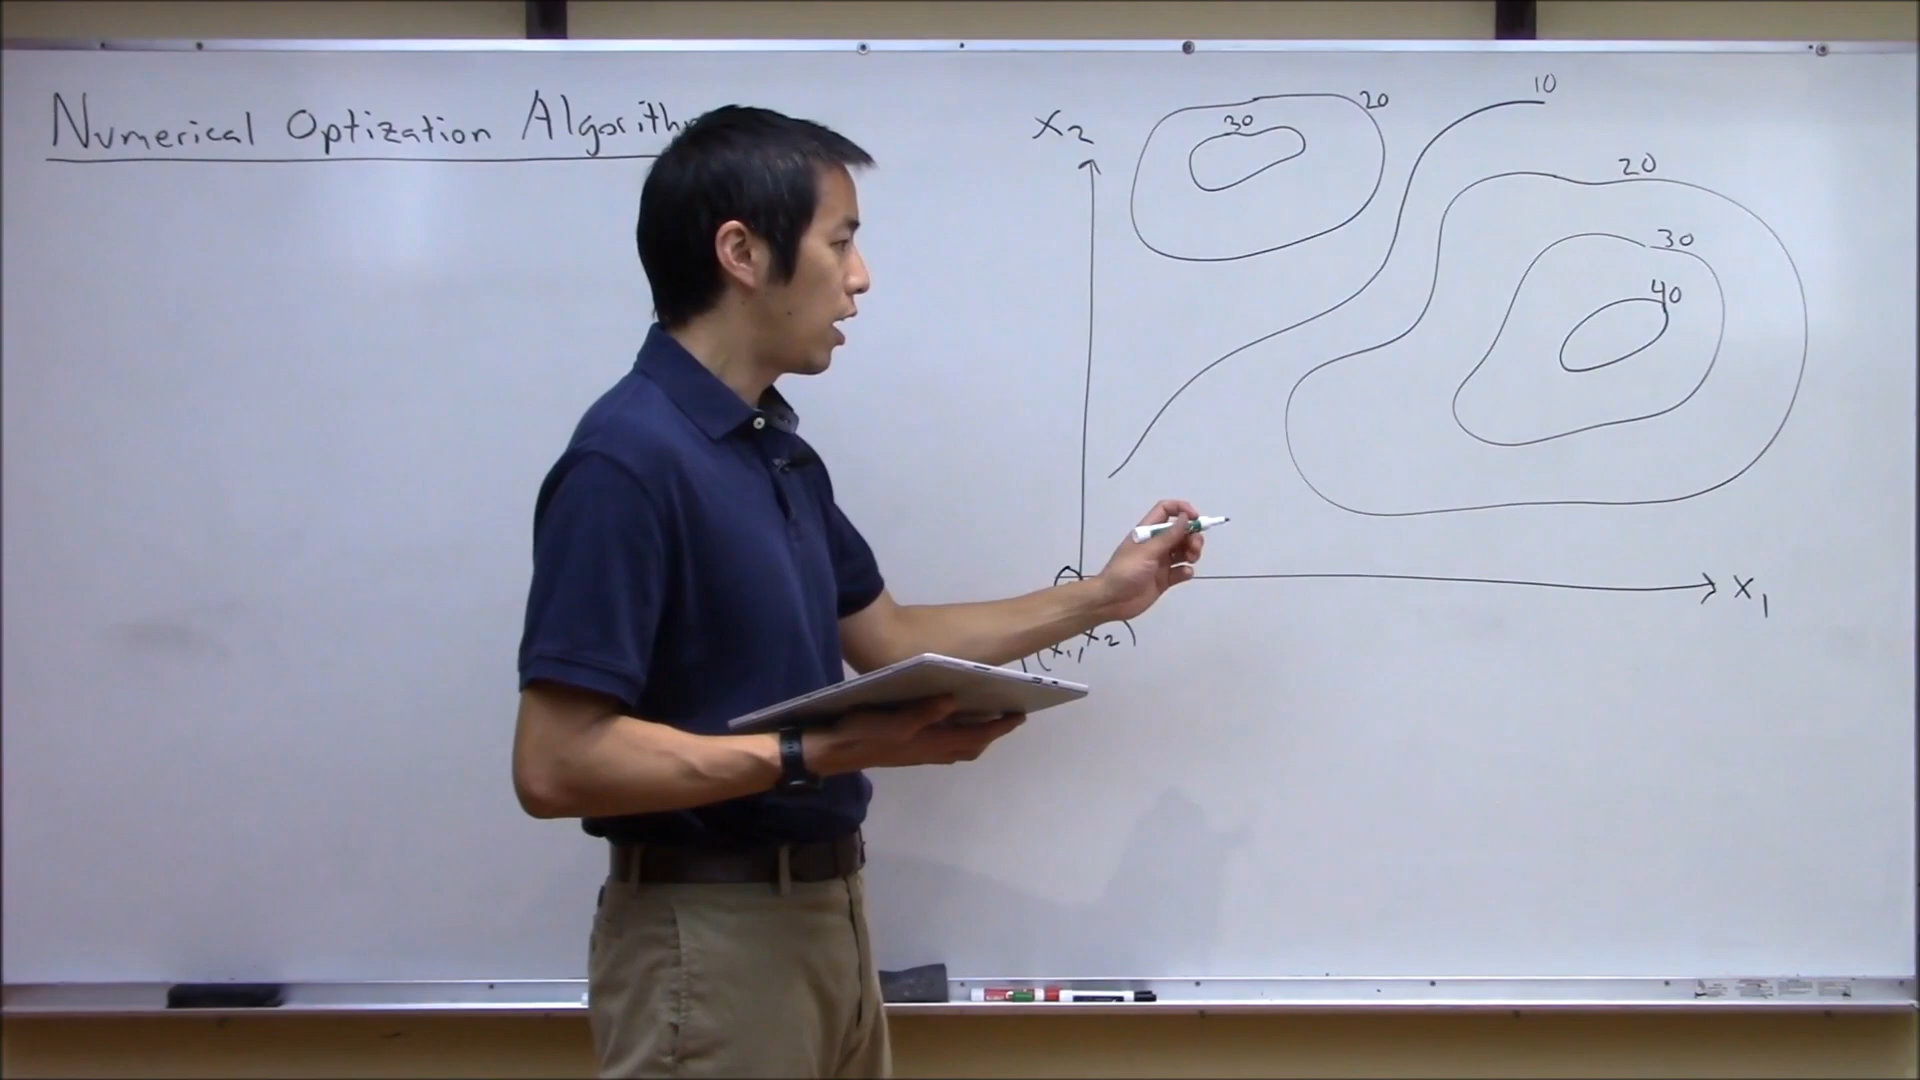 Numerical Optization Algorith
x2
20
30
10
20
30
40
x1
(x1, x2)